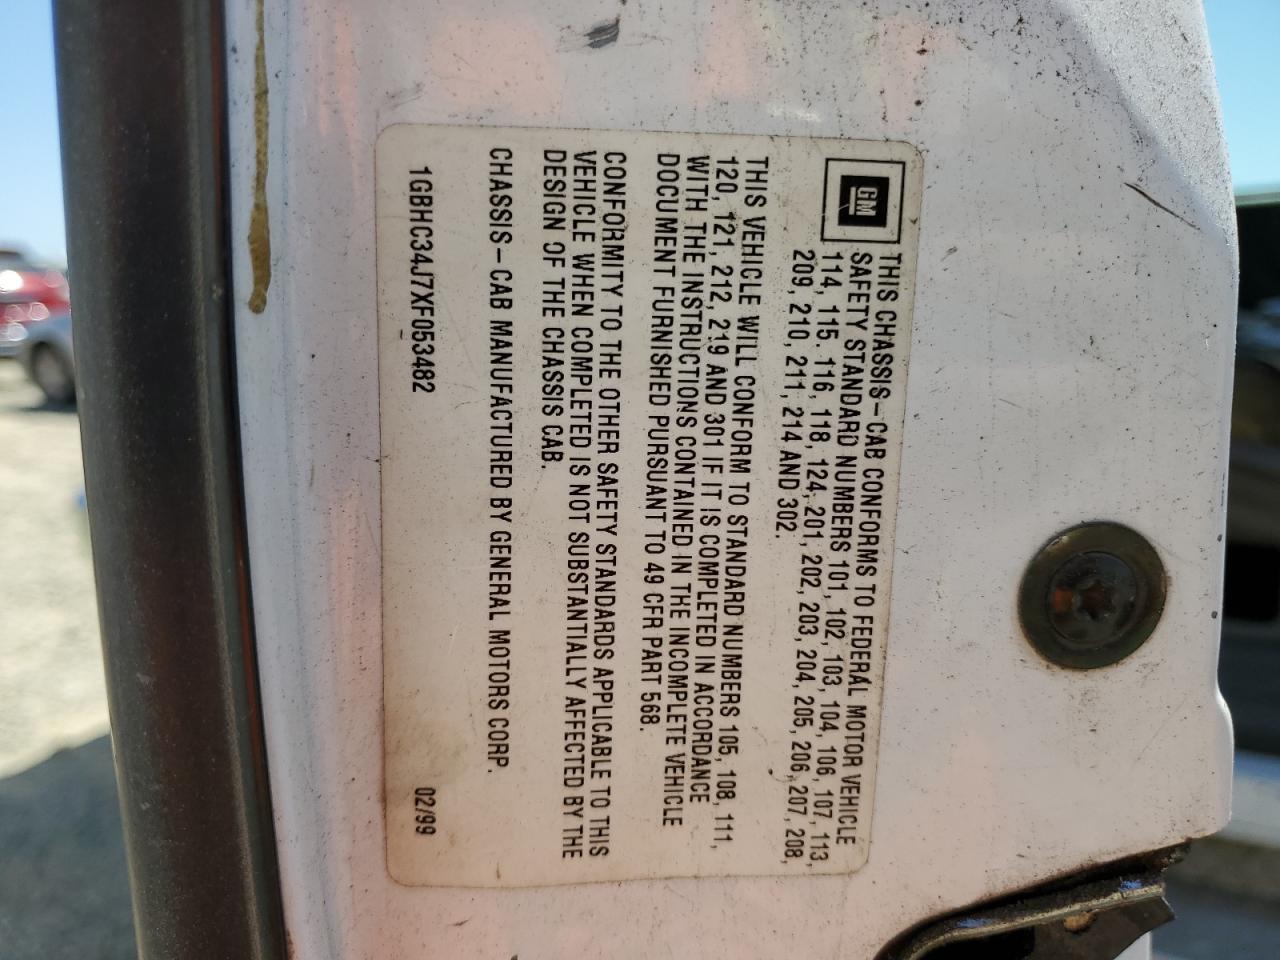 GM
THIS CHASSIS-CAB CONFORMS TO FEDERAL MOTOR VEHICLE
SAFETY STANDARD NUMBERS 101, 102, 103, 104, 106, 107, 113,
114, 115, 116, 118, 124, 201, 202, 203, 204, 205, 206, 207, 208,
209, 210, 211, 214 AND 302.
THIS VEHICLE WILL CONFORM TO STANDARD NUMBERS 105, 108, 111,
120, 121, 212, 219 AND 301 IF IT IS COMPLETED IN ACCORDANCE
WITH THE INSTRUCTIONS CONTAINED IN THE INCOMPLETE VEHICLE
DOCUMENT FURNISHED PURSUANT TO 49 CFR PART 568.
CONFORMITY TO THE OTHER SAFETY STANDARDS APPLICABLE TO THIS
VEHICLE WHEN COMPLETED IS NOT SUBSTANTIALLY AFFECTED BY THE
DESIGN OF THE CHASSIS CAB.
CHASSIS-CAB MANUFACTURED BY GENERAL MOTORS CORP.
1GBHC34J7XF053482 02/99